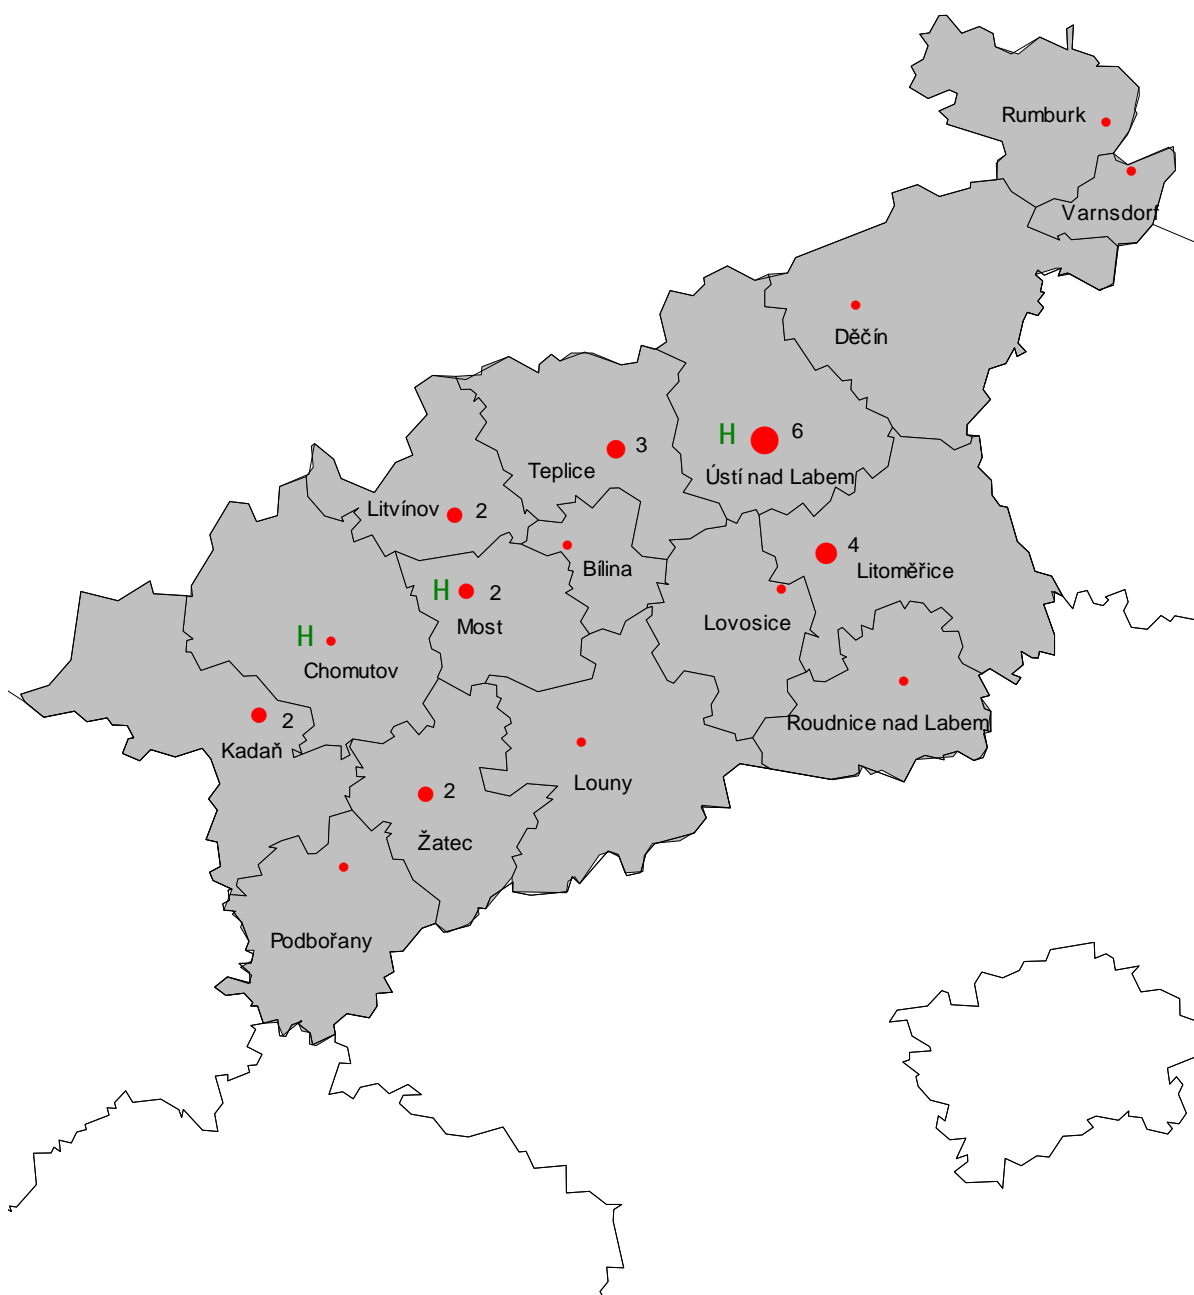 Rumburk
Varnsdorf
Děčín
H 6
Ústí nad Labem
3
Teplice
Litvínov 2
4
Litoměřice
Bílina
H 2
Most
Lovosice
H
Chomutov
2
Kadaň
Roudnice nad Labem
Louny
2
Žatec
Podbořany